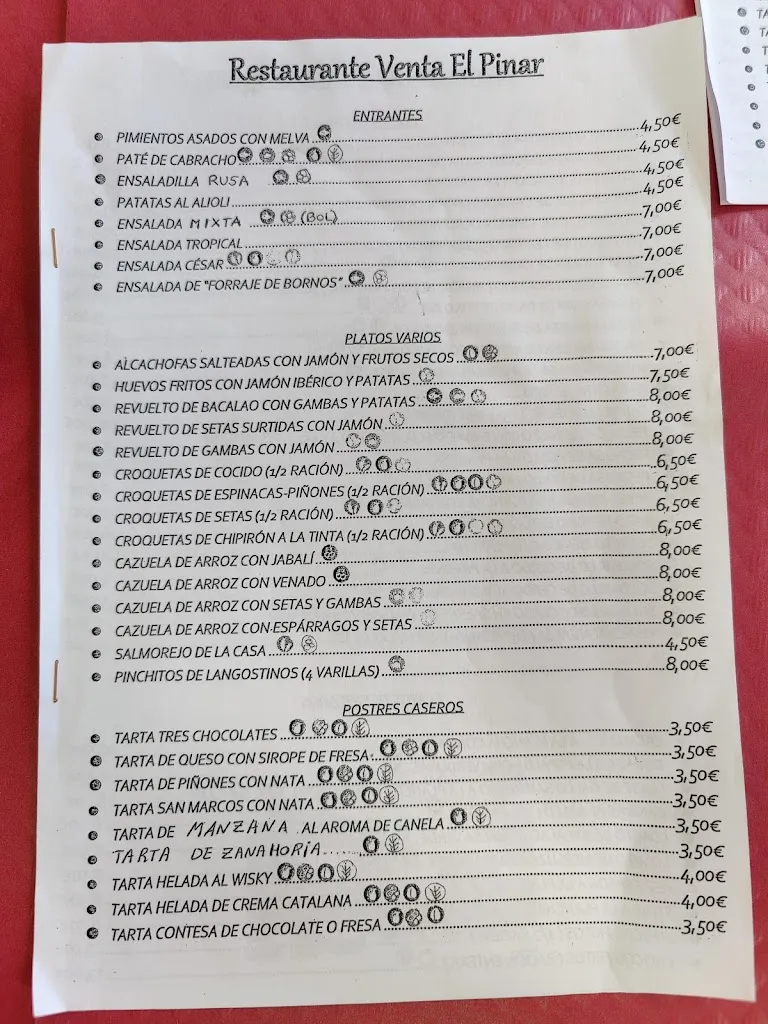 Restaurante Venta El Pinar
ENTRANTES
PIMIENTOS ASADOS CON MELVA 4,50€
PATÉ DE CABRACHO 4,50€
ENSALADILLA RUSA 4,50€
PATATAS AL ALIOLI 4,50€
ENSALADA MIXTA (BOL) 7,00€
ENSALADA TROPICAL 7,00€
ENSALADA CÉSAR 7,00€
ENSALADA DE "FORRAJE DE BORNOS" 7,00€
PLATOS VARIOS
ALCACHOFAS SALTEADAS CON JAMÓN Y FRUTOS SECOS 7,00€
HUEVOS FRITOS CON JAMÓN IBÉRICO Y PATATAS 7,50€
REVUELTO DE BACALAO CON GAMBAS Y PATATAS 8,00€
REVUELTO DE SETAS SURTIDAS CON JAMÓN 8,00€
REVUELTO DE GAMBAS CON JAMÓN 8,00€
CROQUETAS DE COCIDO (1/2 RACIÓN) 6,50€
CROQUETAS DE ESPINACAS-PIÑONES (1/2 RACIÓN) 6,50€
CROQUETAS DE SETAS (1/2 RACIÓN) 6,50€
CROQUETAS DE CHIPIRÓN A LA TINTA (1/2 RACIÓN) 6,50€
CAZUELA DE ARROZ CON JABALÍ 8,00€
CAZUELA DE ARROZ CON VENADO 8,00€
CAZUELA DE ARROZ CON SETAS Y GAMBAS 8,00€
CAZUELA DE ARROZ CON ESPÁRRAGOS Y SETAS 8,00€
SALMOREJO DE LA CASA 4,50€
PINCHITOS DE LANGOSTINOS (4 VARILLAS) 8,00€
POSTRES CASEROS
TARTA TRES CHOCOLATES 3,50€
TARTA DE QUESO CON SIROPE DE FRESA 3,50€
TARTA DE PIÑONES CON NATA 3,50€
TARTA SAN MARCOS CON NATA 3,50€
TARTA DE MANZANA AL AROMA DE CANELA 3,50€
TARTA DE ZANAHORIA 3,50€
TARTA HELADA AL WISKY 4,00€
TARTA HELADA DE CREMA CATALANA 4,00€
TARTA CONTESA DE CHOCOLATE O FRESA 3,50€